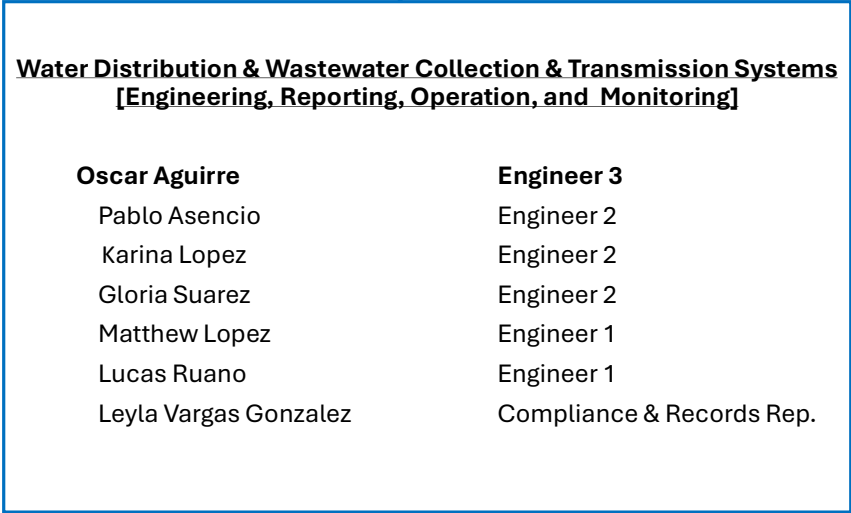 Water Distribution & Wastewater Collection & Transmission Systems
[Engineering, Reporting, Operation, and Monitoring]
Oscar Aguirre Engineer 3
Pablo Asencio Engineer 2
Karina Lopez Engineer 2
Gloria Suarez Engineer 2
Matthew Lopez Engineer 1
Lucas Ruano Engineer 1
Leyla Vargas Gonzalez Compliance & Records Rep.